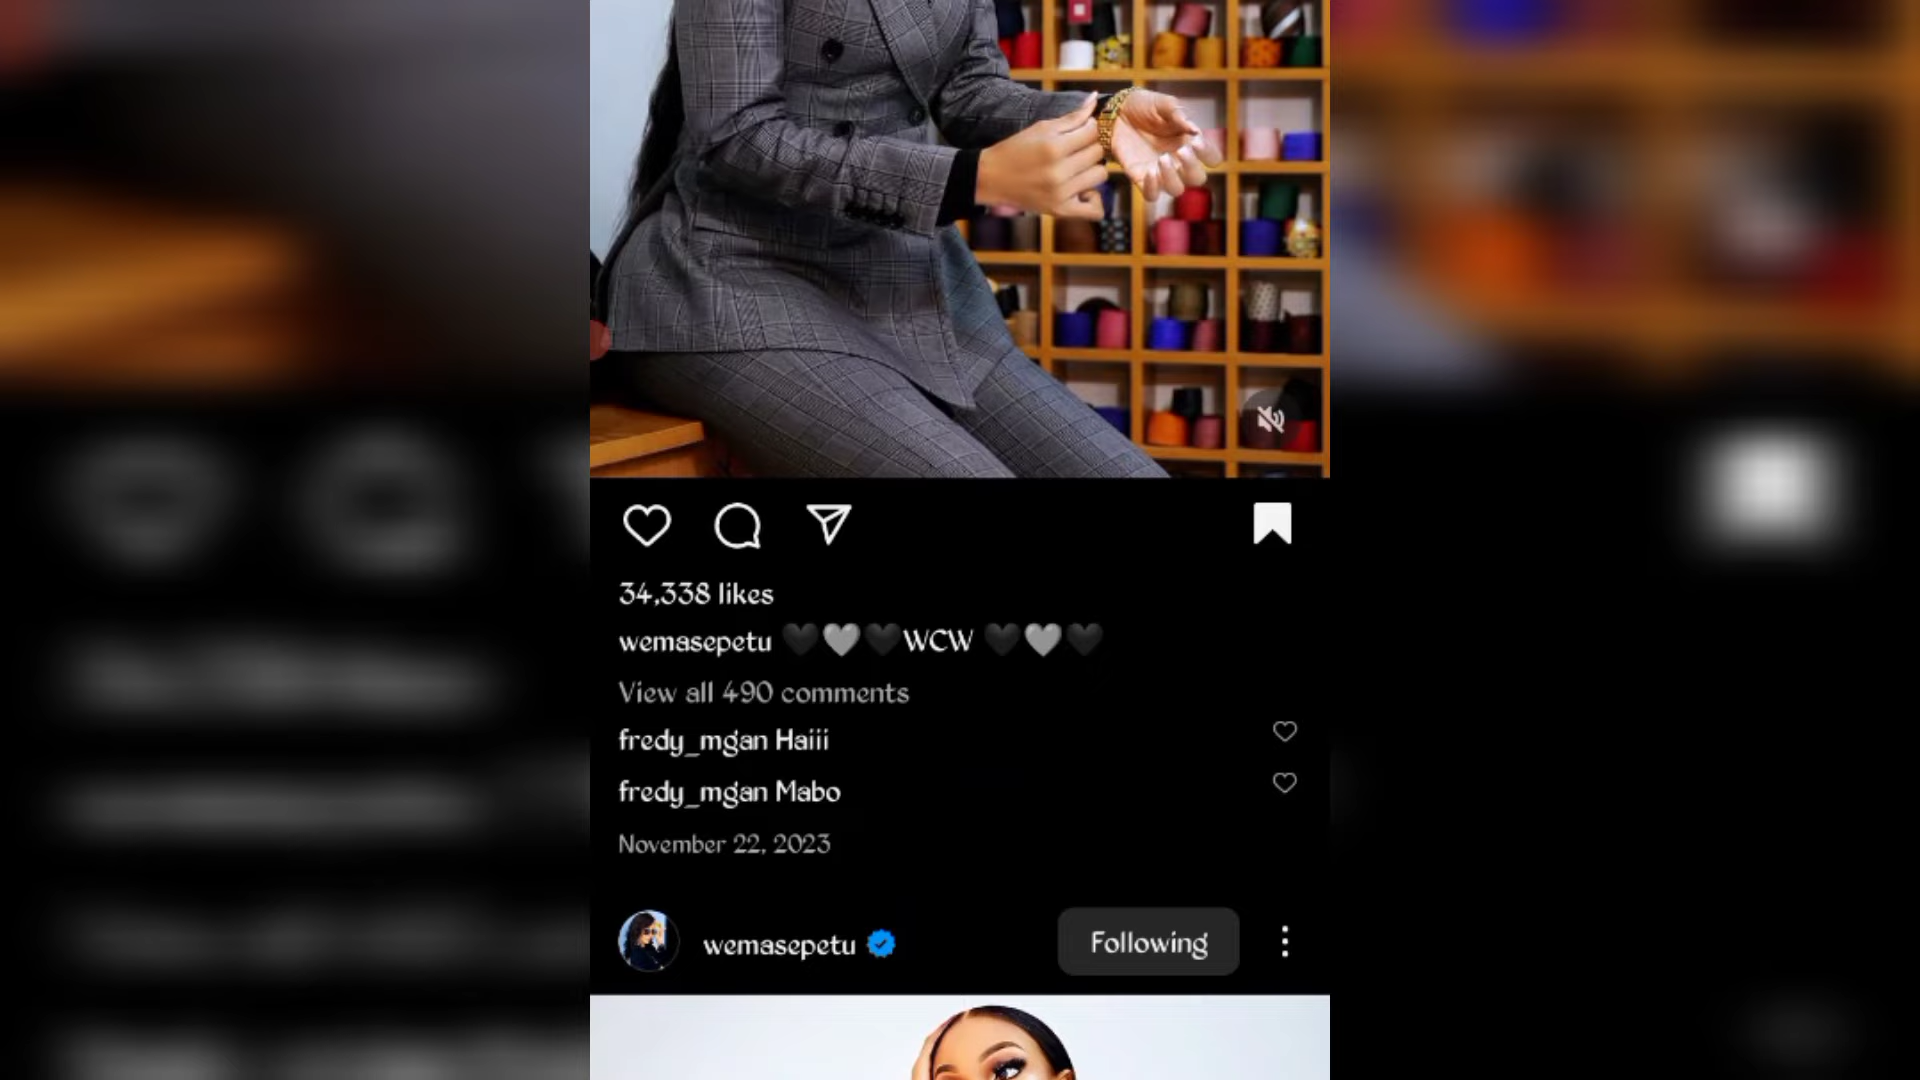 34,338 likes
wemasepetu 🖤🩶🖤WCW 🖤🩶🖤
View all 490 comments
fredy_mgan Haiii
fredy_mgan Mabo
November 22, 2023
wemasepetu
Following